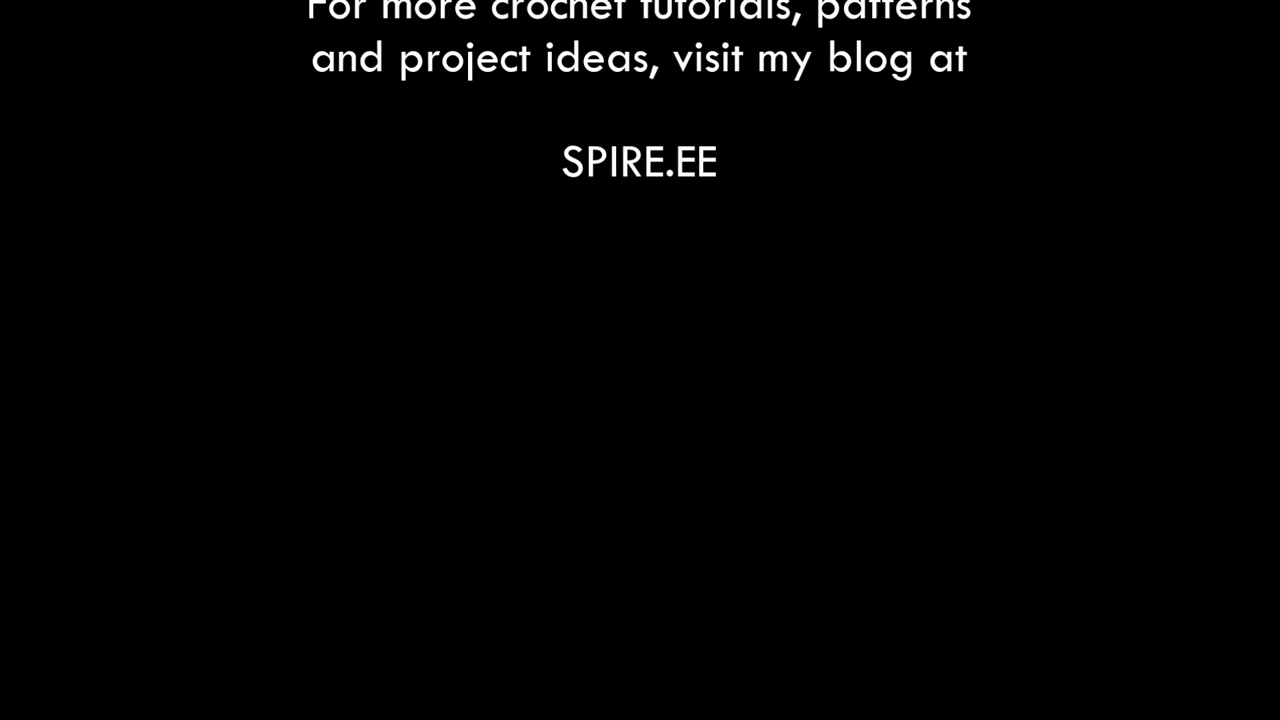 For more crochet tutorials, patterns
and project ideas, visit my blog at
SPIRE.EE